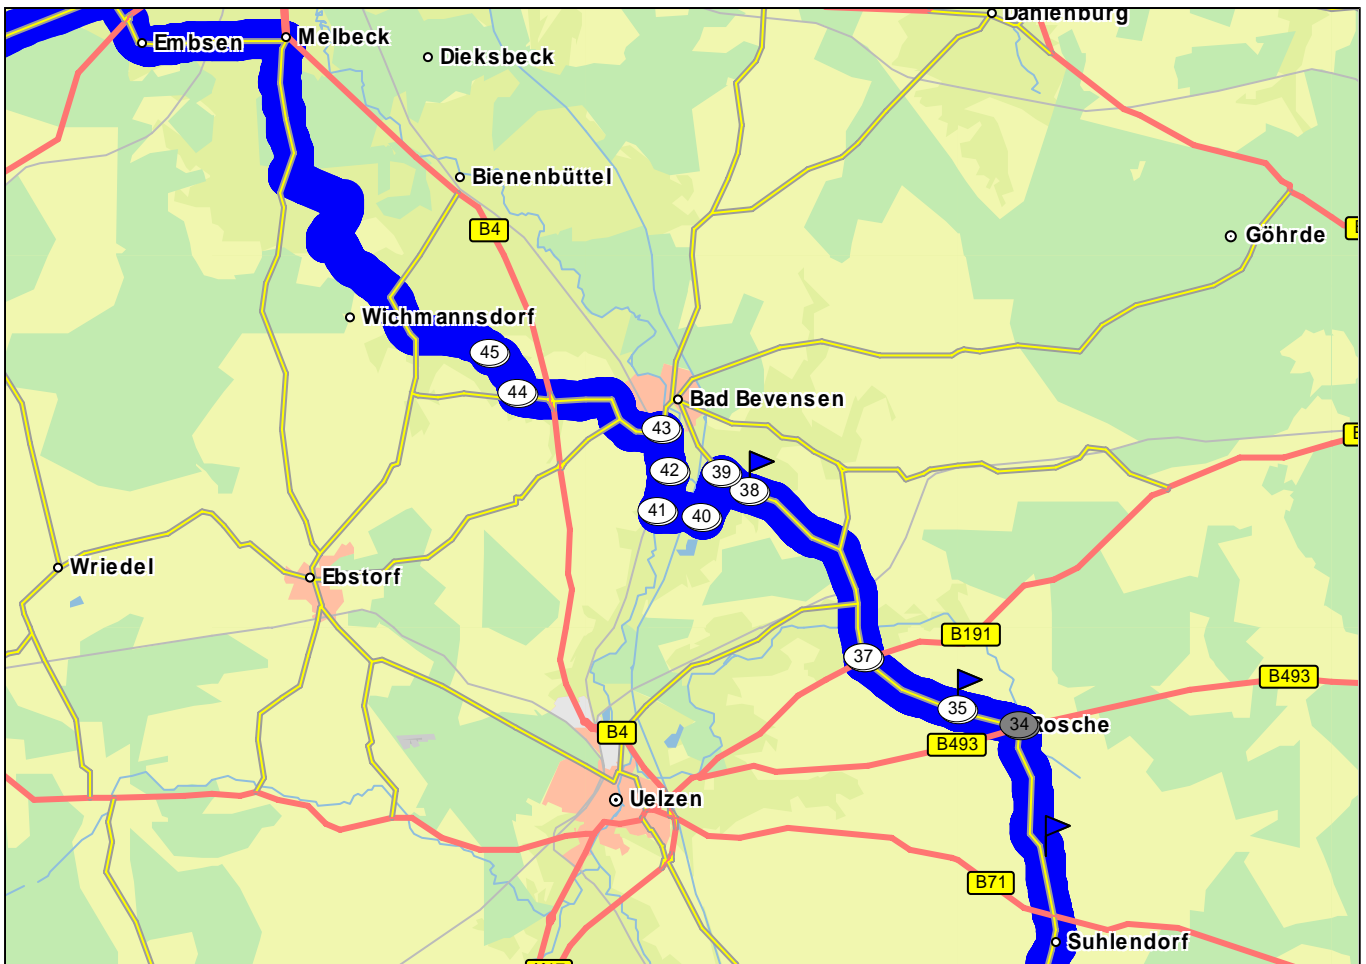 Dahlenburg
Embsen
Melbeck
Dieksbeck
Bienenbüttel
B4
Göhrde
Wichmannsdorf
45
44
Bad Bevensen
43
42
39
38
41
40
Wriedel
Ebstorf
B191
37
B493
35
34
Rosche
B4
B493
Uelzen
B71
Suhlendorf